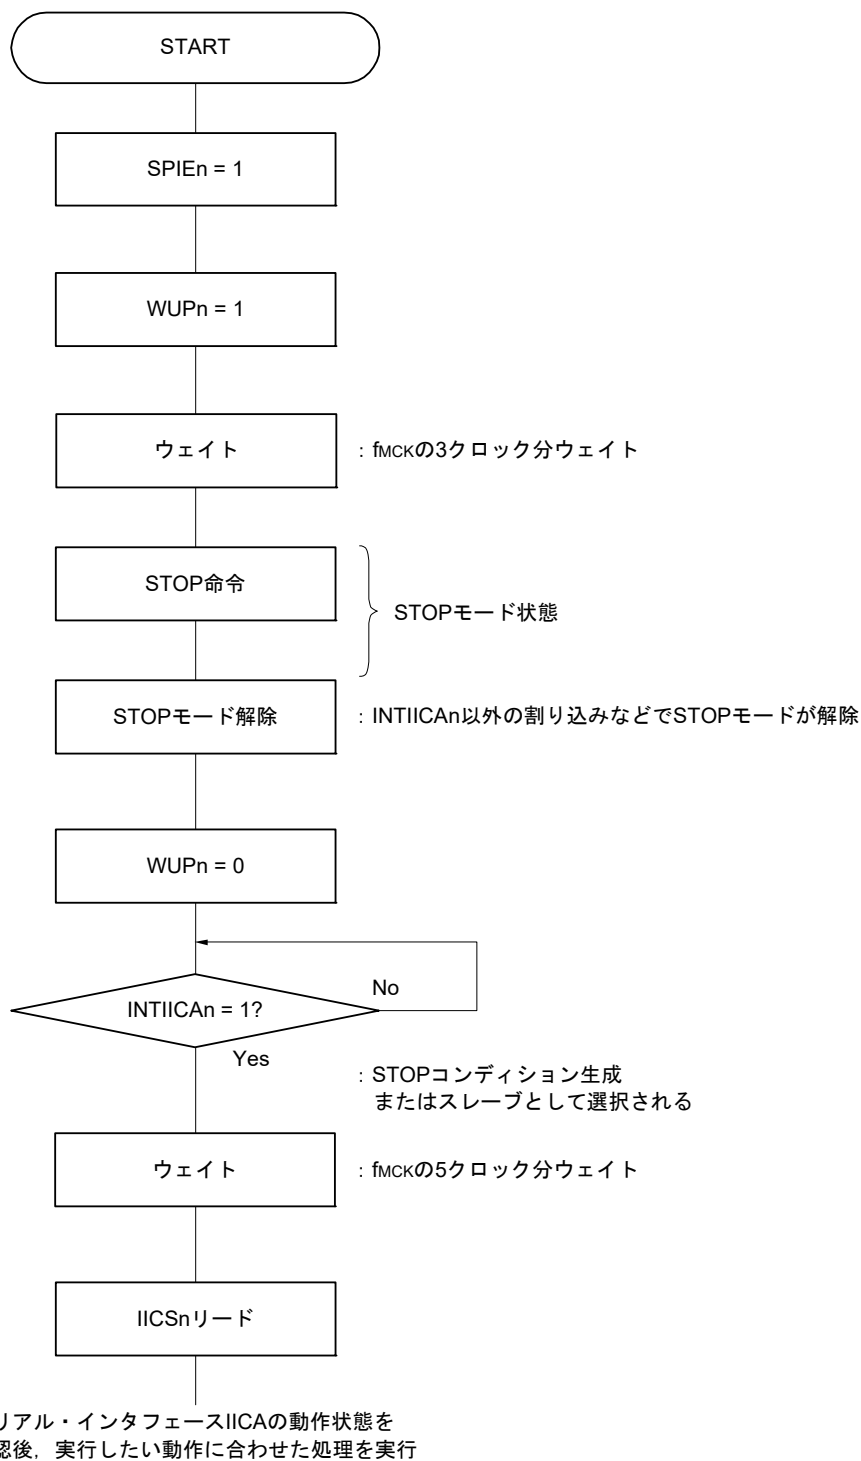 START
SPIEn = 1
WUPn = 1
ウェイト
：fMCKの3クロック分ウェイト
STOP命令
STOPモード状態
STOPモード解除
：INTIICAn以外の割り込みなどでSTOPモードが解除
WUPn = 0
INTIICAn = 1?
No
Yes
：STOPコンディション生成
またはスレーブとして選択される
ウェイト
：fMCKの5クロック分ウェイト
IICSnリード
リアル・インタフェースIICAの動作状態を
認後，実行したい動作に合わせた処理を実行